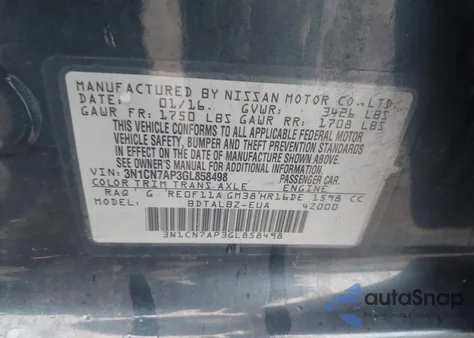 MANUFACTURED BY NISSAN MOTOR CO., LTD.
DATE: 01/16. GVWR: 3426 LBS
GAWR FR: 1750 LBS GAWR RR: 1708 LBS
THIS VEHICLE CONFORMS TO ALL APPLICABLE FEDERAL MOTOR
VEHICLE SAFETY, BUMPER AND THEFT PREVENTION STANDARDS
IN EFFECT ON THE DATE OF MANUFACTURE SHOWN ABOVE.
SEE OWNER'S MANUAL FOR ADDITIONAL INFORMATION.
VIN: 3N1CN7AP3GL858498 PASSENGER CAR.
COLOR TRIM TRANS AXLE ENGINE
RAQ G RE0F11A GM38 HR16DE 1598 CC
MODEL: BDTALBZ-EUA 42000
3N1CN7AP3GL858498
autoSnap